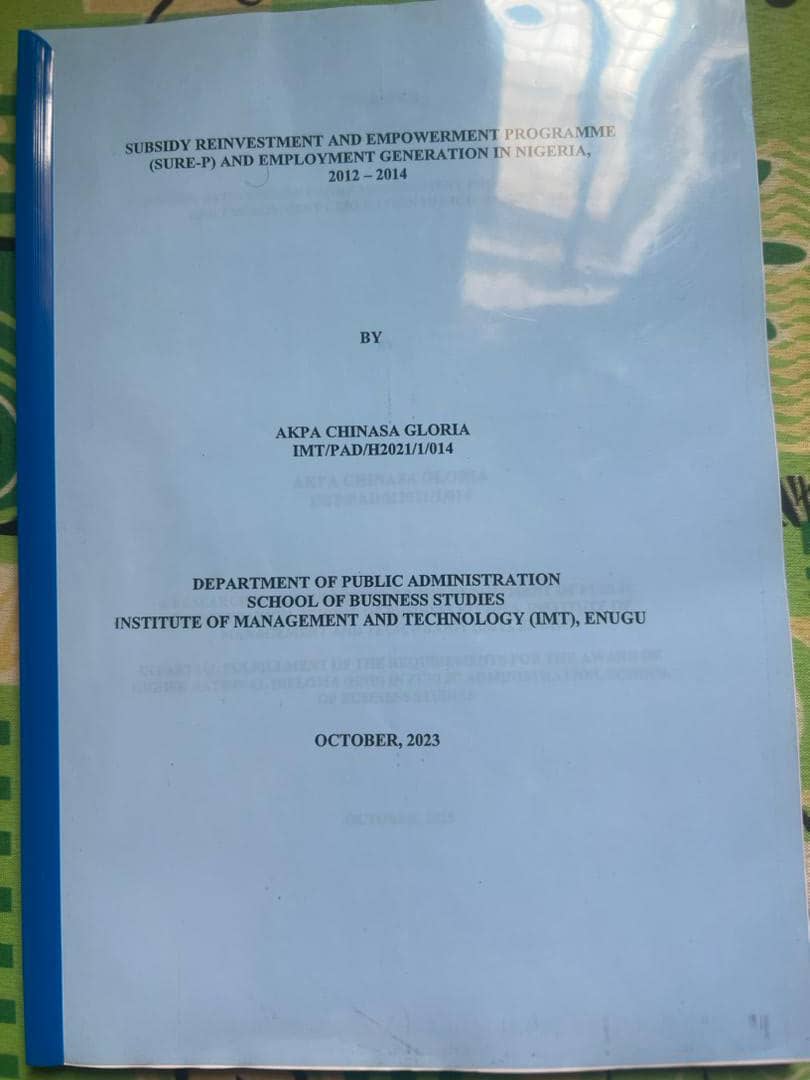 SUBSIDY REINVESTMENT AND EMPOWERMENT PROGRAMME
(SURE-P) AND EMPLOYMENT GENERATION IN NIGERIA,
2012 – 2014
BY
AKPA CHINASA GLORIA
IMT/PAD/H2021/1/014
DEPARTMENT OF PUBLIC ADMINISTRATION
SCHOOL OF BUSINESS STUDIES
INSTITUTE OF MANAGEMENT AND TECHNOLOGY (IMT), ENUGU
OCTOBER, 2023